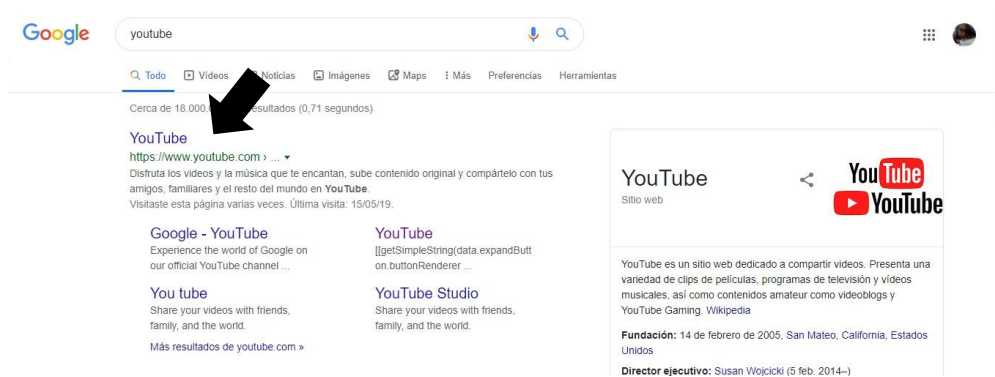 Google
youtube
Todo
Vídeos
Noticias
Imágenes
Maps
Más
Preferencias
Herramientas
Cerca de resultados (0,71 segundos)
YouTube
https://www.youtube.com › ...
Disfruta los videos y la música que te encantan, sube contenido original y compártelo con tus
amigos, familiares y el resto del mundo en YouTube.
Visitaste esta página varias veces. Última visita: 15/05/19.
Google - YouTube
Experience the world of Google on
our official YouTube channel ...
YouTube
[[getSimpleString(data.expandButt
on.buttonRenderer ...
You tube
Share your videos with friends,
family, and the world.
YouTube Studio
Share your videos with friends,
family, and the world.
Más resultados de youtube.com »
YouTube
Sitio web
YouTube
YouTube
YouTube es un sitio web dedicado a compartir videos. Presenta una
variedad de clips de películas, programas de televisión y vídeos
musicales, así como contenidos amateur como videoblogs y
YouTube Gaming. Wikipedia
Fundación: 14 de febrero de 2005, San Mateo, California, Estados
Unidos
Director ejecutivo: Susan Wojcicki (5 feb. 2014–)